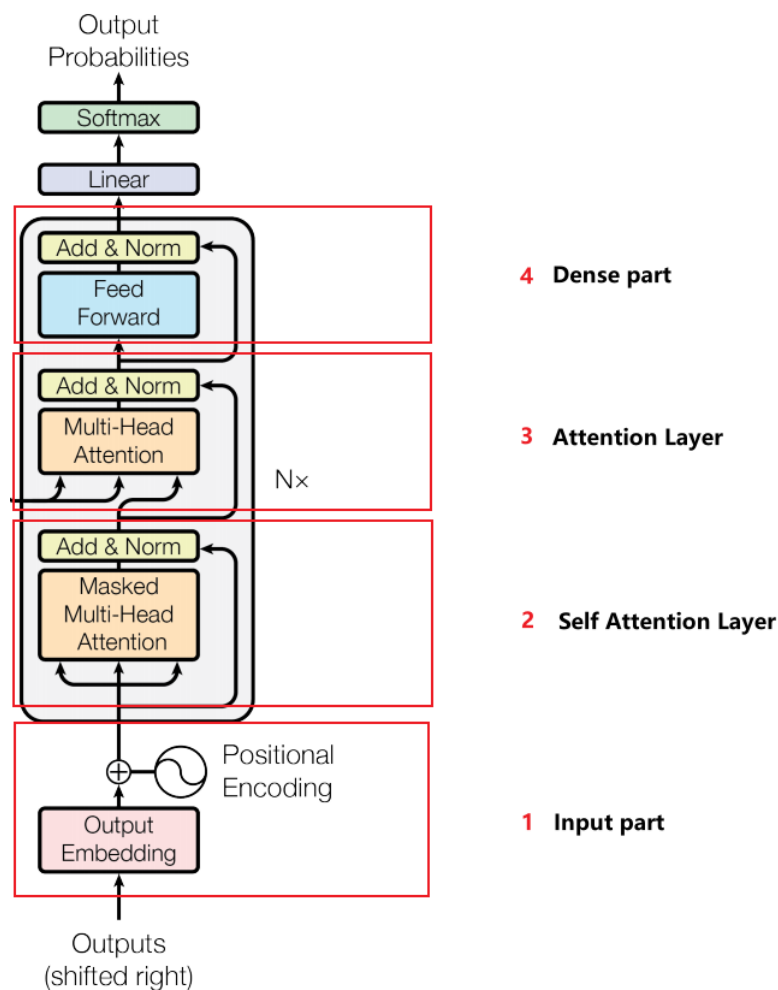 Output
Probabilities
Softmax
Linear
Add & Norm
Feed
Forward
4 Dense part
Add & Norm
Multi-Head
Attention
3 Attention Layer
N×
Add & Norm
Masked
Multi-Head
Attention
2 Self Attention Layer
Positional
Encoding
Output
Embedding
1 Input part
Outputs
(shifted right)